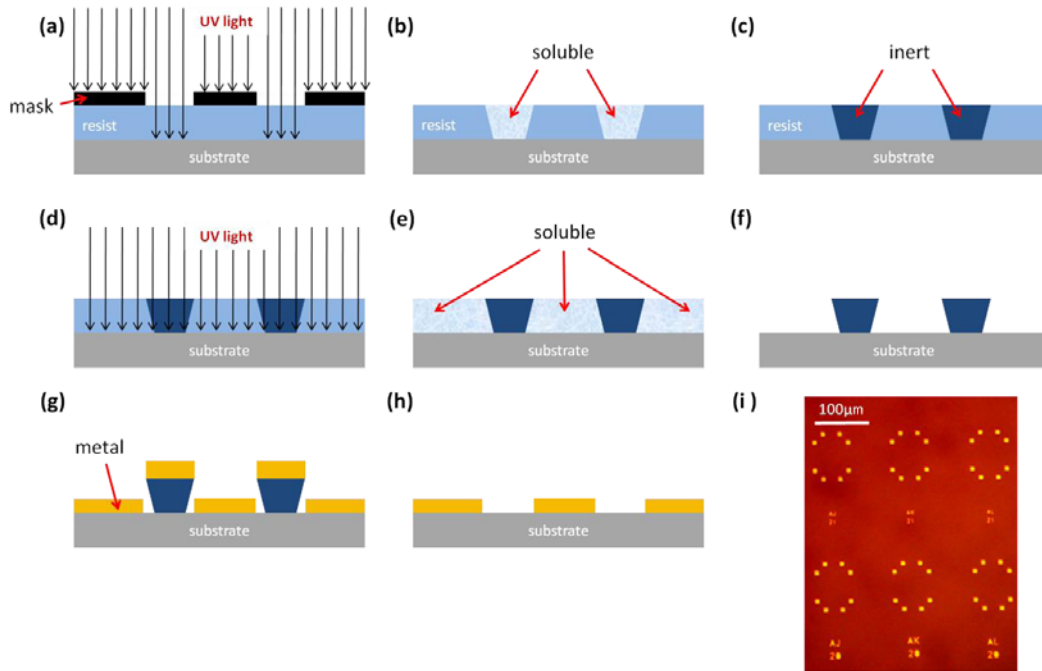 (a)
UV light
mask
resist
substrate
(b)
soluble
resist
substrate
(c)
inert
resist
substrate
(d)
UV light
substrate
(e)
soluble
substrate
(f)
substrate
(g)
metal
substrate
(h)
substrate
(i )
100µm
AJ
21
AK
21
AL
21
AJ
20
AK
20
AL
20